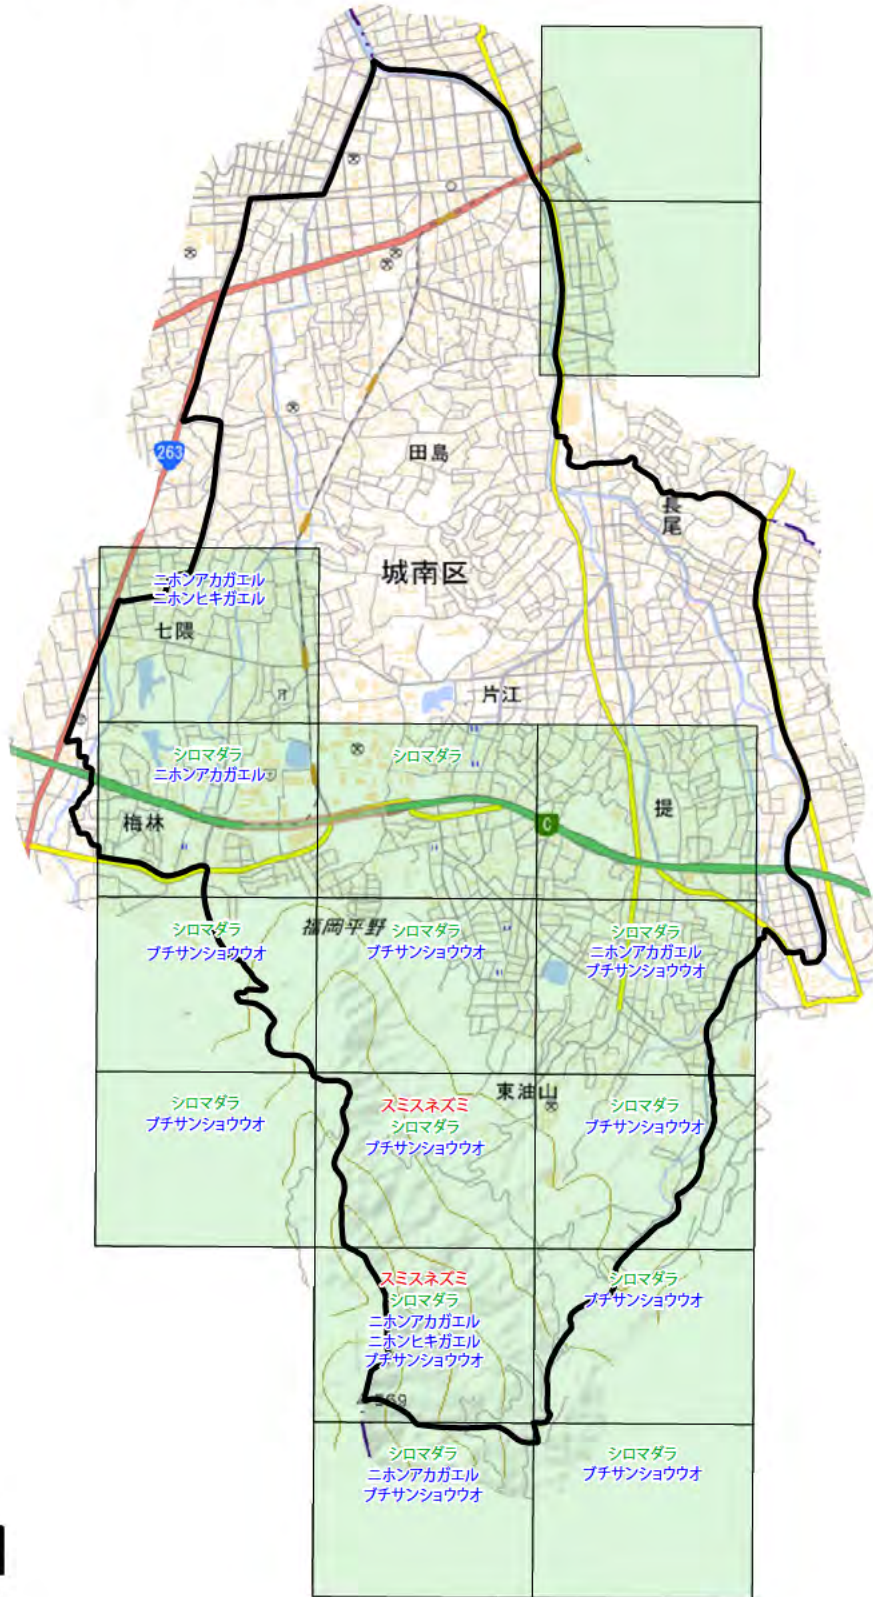 田島
263
長尾
城南区
ニホンアカガエル
ニホンヒキガエル
七隈
片江
シロマダラ
ニホンアカガエル
シロマダラ
梅林
C
提
シロマダラ
ブチサンショウウオ
福岡平野
シロマダラ
ブチサンショウウオ
シロマダラ
ニホンアカガエル
ブチサンショウウオ
シロマダラ
ブチサンショウウオ
スミスネズミ
シロマダラ
ブチサンショウウオ
東油山
シロマダラ
ブチサンショウウオ
スミスネズミ
シロマダラ
ニホンアカガエル
ニホンヒキガエル
ブチサンショウウオ
シロマダラ
ブチサンショウウオ
シロマダラ
ニホンアカガエル
ブチサンショウウオ
シロマダラ
ブチサンショウウオ